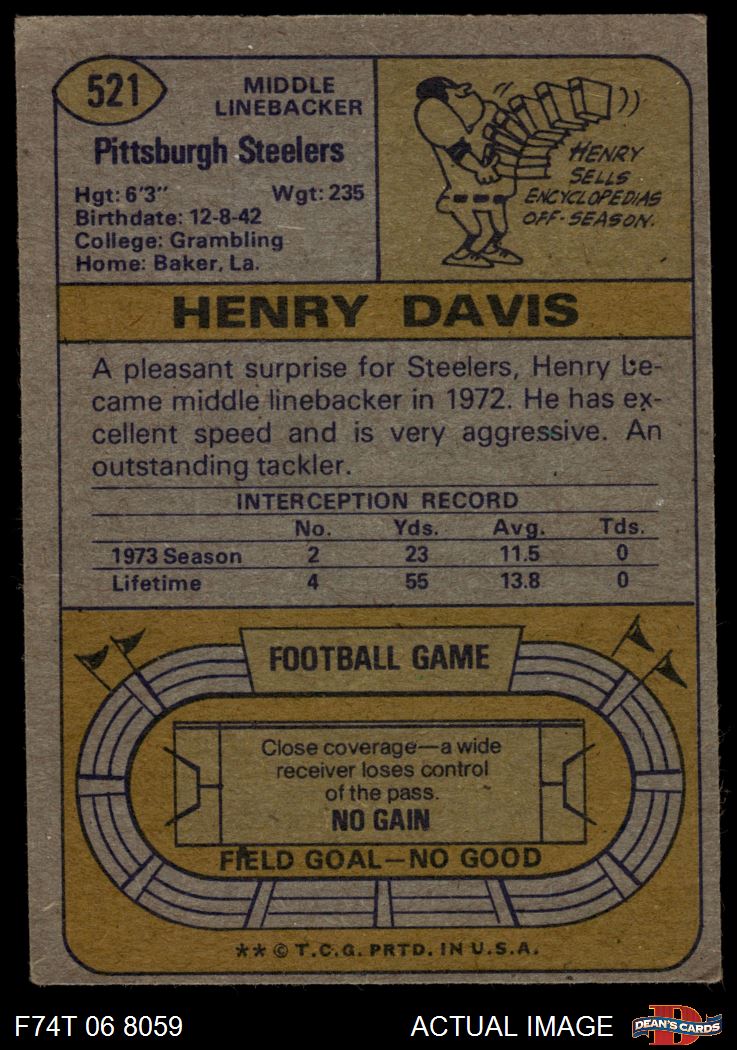 521
MIDDLE
LINEBACKER
Pittsburgh Steelers
Hgt: 6'3" Wgt: 235
Birthdate: 12-8-42
College: Grambling
Home: Baker, La.
HENRY
SELLS
ENCYCLOPEDIAS
OFF-SEASON.
HENRY DAVIS
A pleasant surprise for Steelers, Henry be-
came middle linebacker in 1972. He has ex-
cellent speed and is very aggressive. An
outstanding tackler.
INTERCEPTION RECORD
No. Yds. Avg. Tds.
1973 Season 2 23 11.5 0
Lifetime 4 55 13.8 0
FOOTBALL GAME
Close coverage—a wide
receiver loses control
of the pass.
NO GAIN
FIELD GOAL—NO GOOD
** © T.C.G. PRTD. IN U.S.A.
F74T 06 8059 ACTUAL IMAGE
D
DEAN'S CARDS